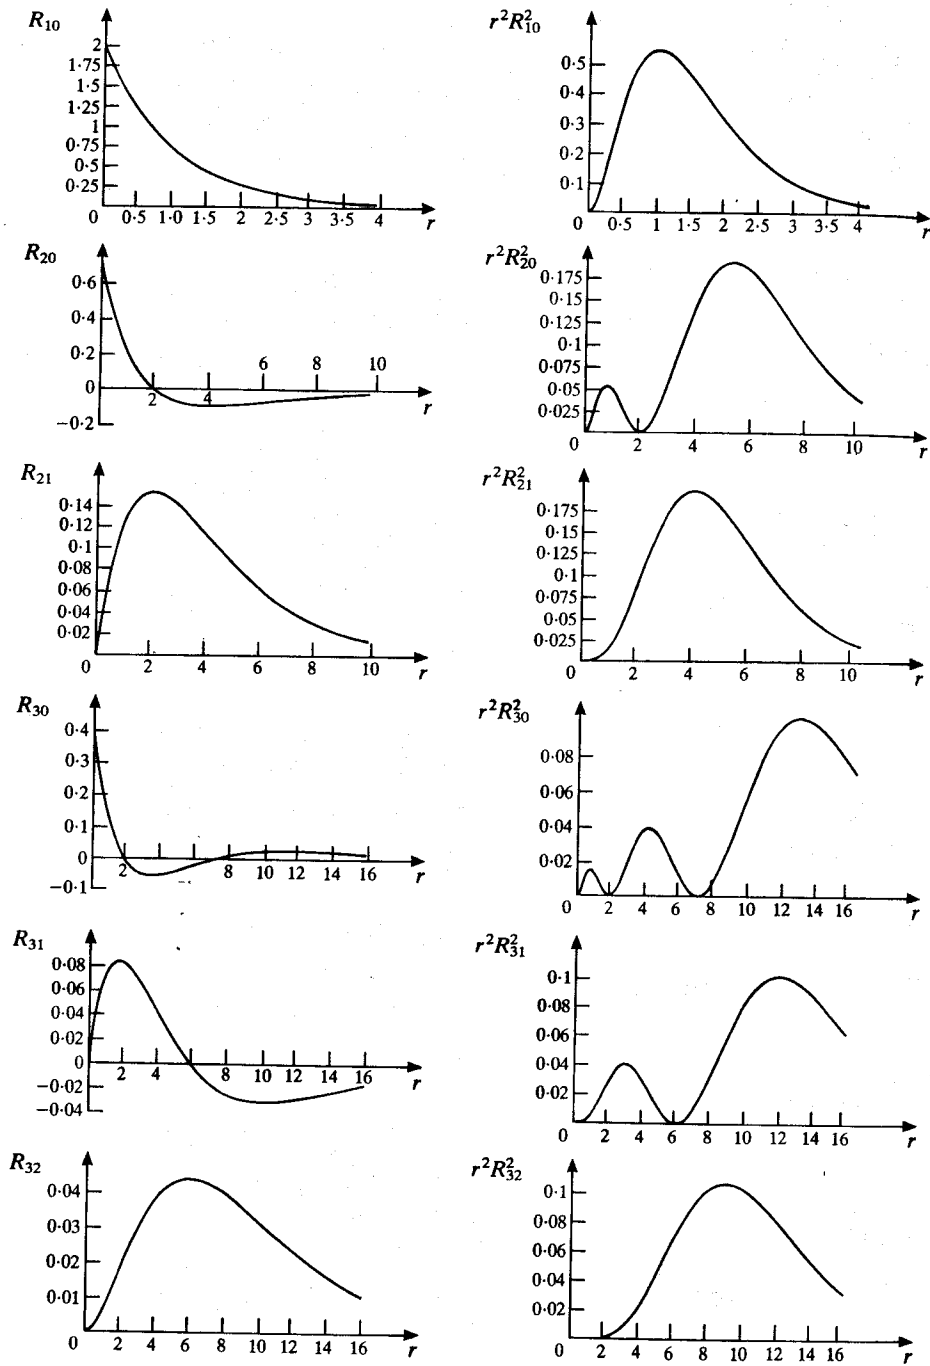 R₁₀
2
1·75
1·5
1·25
1
0·75
0·5
0·25
0 0·5 1·0 1·5 2 2·5 3 3·5 4
r
r²R²₁₀
0·5
0·4
0·3
0·2
0·1
0 0·5 1 1·5 2 2·5 3 3·5 4
r
R₂₀
0·6
0·4
0·2
0
−0·2
2 4 6 8 10
r
r²R²₂₀
0·175
0·15
0·125
0·1
0·075
0·05
0·025
0 2 4 6 8 10
r
R₂₁
0·14
0·12
0·1
0·08
0·06
0·04
0·02
0 2 4 6 8 10
r
r²R²₂₁
0·175
0·15
0·125
0·1
0·075
0·05
0·025
0 2 4 6 8 10
r
R₃₀
0·4
0·3
0·2
0·1
0
−0·1
2 8 10 12 14 16
r
r²R²₃₀
0·08
0·06
0·04
0·02
0 2 4 6 8 10 12 14 16
r
R₃₁
0·08
0·06
0·04
0·02
0
−0·02
−0·04
2 4 6 8 10 12 14 16
r
r²R²₃₁
0·1
0·08
0·06
0·04
0·02
0 2 4 6 8 10 12 14 16
r
R₃₂
0·04
0·03
0·02
0·01
0 2 4 6 8 10 12 14 16
r
r²R²₃₂
0·1
0·08
0·06
0·04
0·02
0 2 4 6 8 10 12 14 16
r